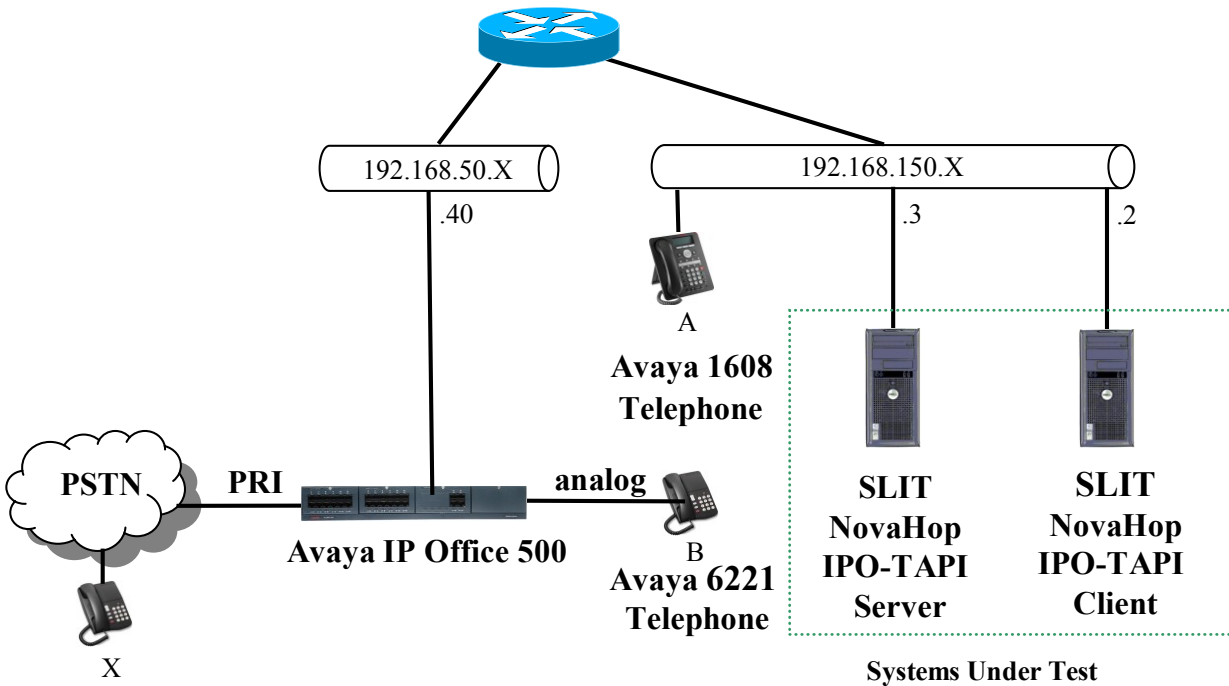 192.168.50.X
192.168.150.X
.40
.3
.2
A
Avaya 1608
Telephone
PSTN
PRI
analog
Avaya IP Office 500
B
Avaya 6221
Telephone
X
SLIT
NovaHop
IPO-TAPI
Server
SLIT
NovaHop
IPO-TAPI
Client
Systems Under Test